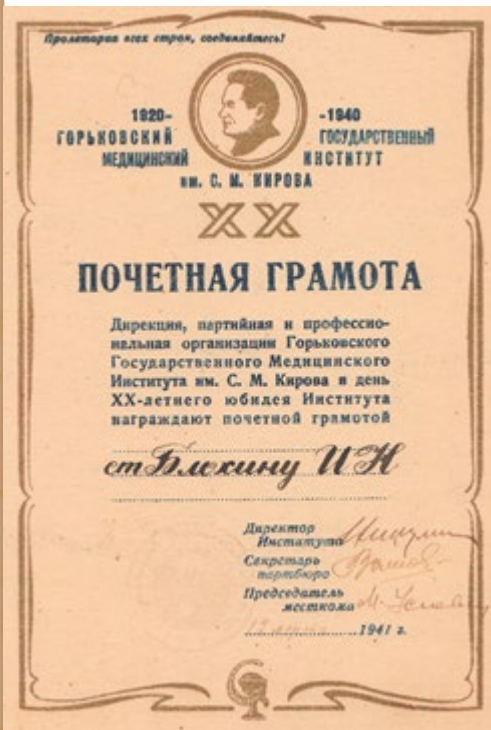 Пролетарии всех стран, соединяйтесь!
1920- -1940
ГОРЬКОВСКИЙ ГОСУДАРСТВЕННЫЙ
МЕДИЦИНСКИЙ ИНСТИТУТ
им. С. М. КИРОВА
XX
ПОЧЕТНАЯ ГРАМОТА
Дирекция, партийная и профессио-
нальная организации Горьковского
Государственного Медицинского
Института им. С. М. Кирова в день
XX-летнего юбилея Института
награждают почетной грамотой
ст Блохину И Н
Директор
Института
Секретарь
партбюро
Председатель
месткома
12 1941 г.